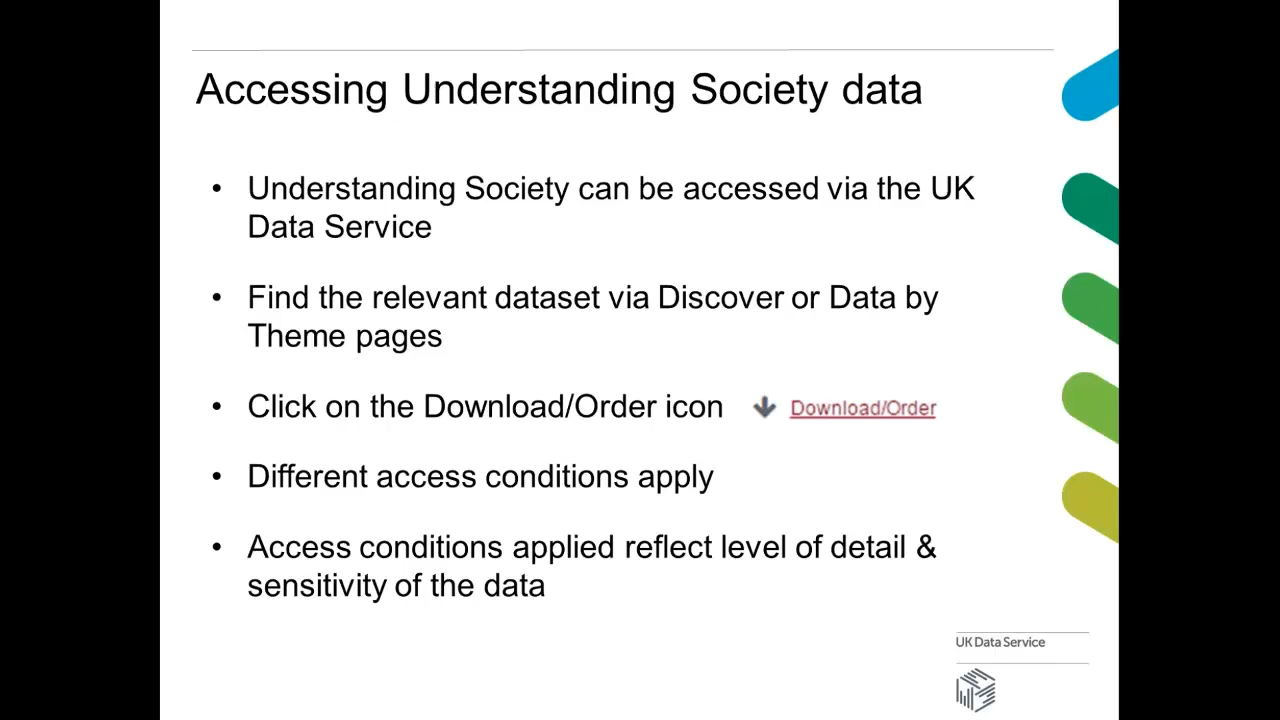 Accessing Understanding Society data
• Understanding Society can be accessed via the UK
Data Service
• Find the relevant dataset via Discover or Data by
Theme pages
• Click on the Download/Order icon Download/Order
• Different access conditions apply
• Access conditions applied reflect level of detail &
sensitivity of the data
UK Data Service